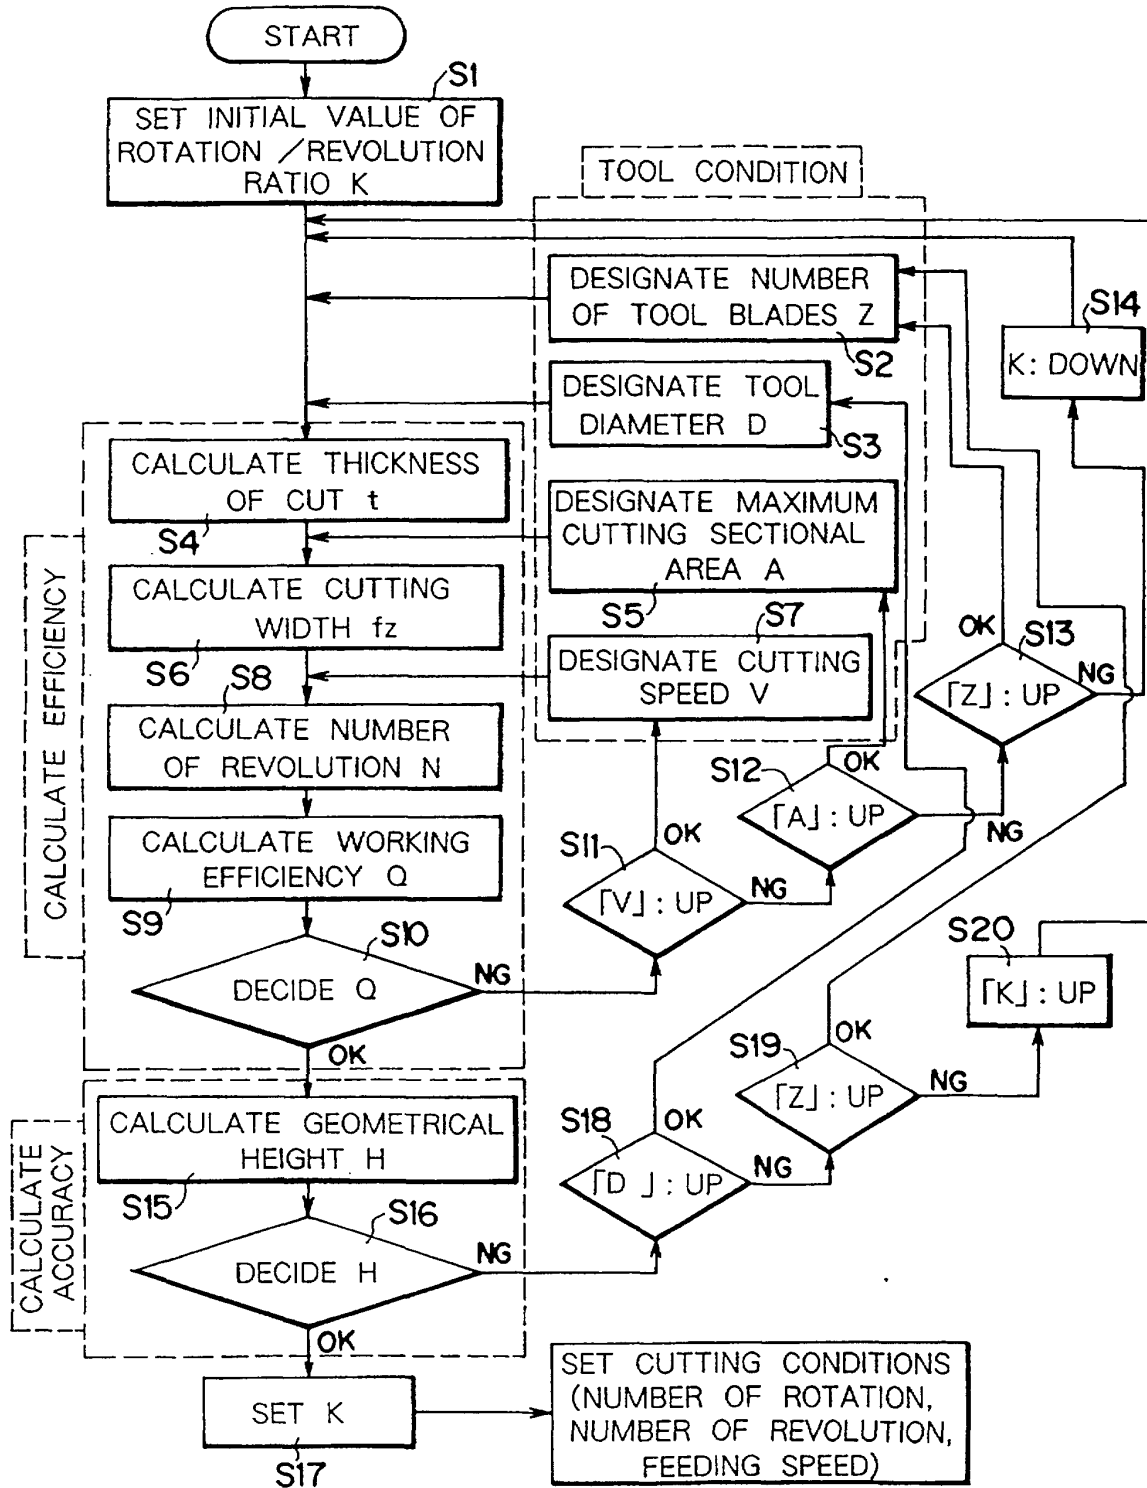 START
S1
SET INITIAL VALUE OF
ROTATION ／REVOLUTION
RATIO K
TOOL CONDITION
DESIGNATE NUMBER
OF TOOL BLADES Z
S2
S14
K: DOWN
DESIGNATE TOOL
DIAMETER D
S3
CALCULATE THICKNESS
OF CUT t
S4
DESIGNATE MAXIMUM
CUTTING SECTIONAL
AREA A
S5
CALCULATE CUTTING
WIDTH fz
S6
S7
DESIGNATE CUTTING
SPEED V
S8
CALCULATE NUMBER
OF REVOLUTION N
CALCULATE EFFICIENCY
CALCULATE WORKING
EFFICIENCY Q
S9
S10
DECIDE Q
NG
OK
S11
「V」: UP
OK
NG
S12
「A」: UP
OK
NG
S13
「Z」: UP
OK
NG
CALCULATE
ACCURACY
CALCULATE GEOMETRICAL
HEIGHT H
S15
S16
DECIDE H
NG
OK
S18
「D 」: UP
OK
NG
S19
「Z」: UP
OK
NG
S20
「K」: UP
SET K
S17
SET CUTTING CONDITIONS
(NUMBER OF ROTATION,
NUMBER OF REVOLUTION,
FEEDING SPEED)